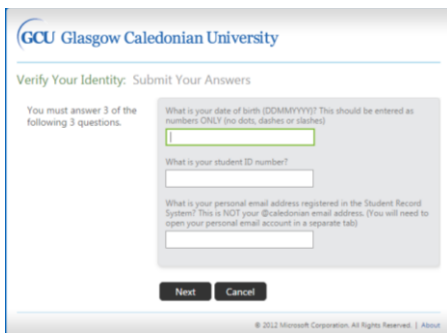 GCU Glasgow Caledonian University
Verify Your Identity: Submit Your Answers
You must answer 3 of the
following 3 questions.
What is your date of birth (DDMMYYYY)? This should be entered as
numbers ONLY (no dots, dashes or slashes)
What is your student ID number?
What is your personal email address registered in the Student Record
System? This is NOT your @caledonian email address. (You will need to
open your personal email account in a separate tab)
Next Cancel
© 2012 Microsoft Corporation. All Rights Reserved. | About